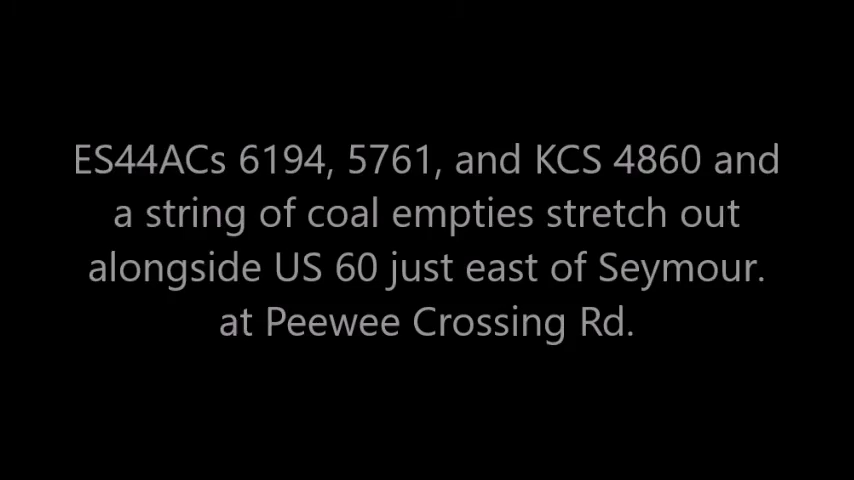 ES44ACs 6194, 5761, and KCS 4860 and
a string of coal empties stretch out
alongside US 60 just east of Seymour.
at Peewee Crossing Rd.